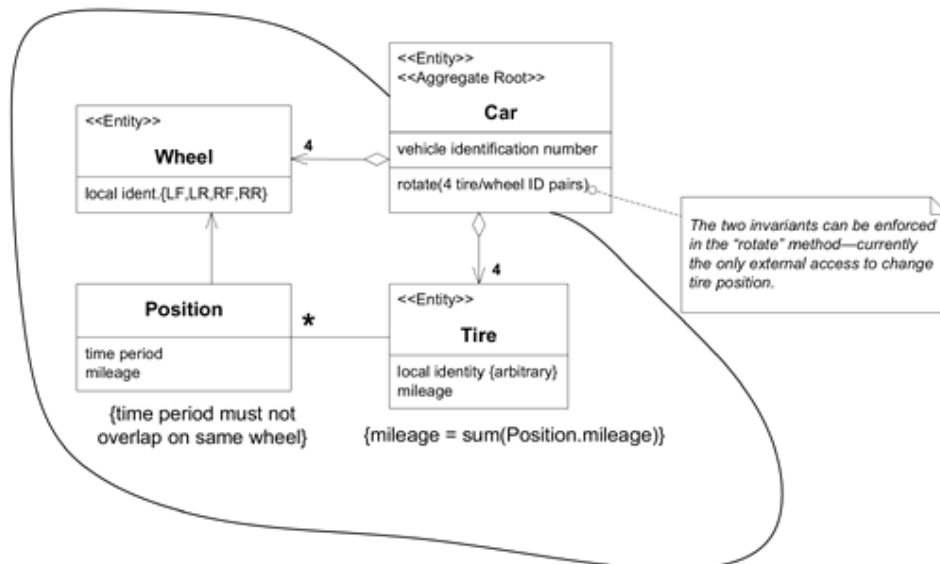 <<Entity>>
<<Aggregate Root>>
Car
vehicle identification number
rotate(4 tire/wheel ID pairs)
<<Entity>>
Wheel
local ident.{LF,LR,RF,RR}
4
The two invariants can be enforced
in the “rotate” method—currently
the only external access to change
tire position.
4
Position
time period
mileage
*
<<Entity>>
Tire
local identity {arbitrary}
mileage
{time period must not
overlap on same wheel}
{mileage = sum(Position.mileage)}